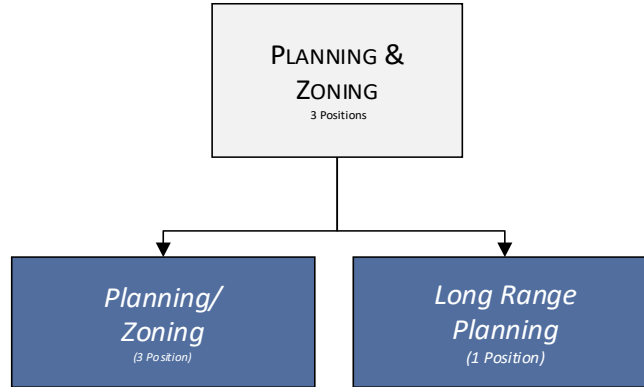 PLANNING &
ZONING
3 Positions
Planning/
Zoning
(3 Position)
Long Range
Planning
(1 Position)